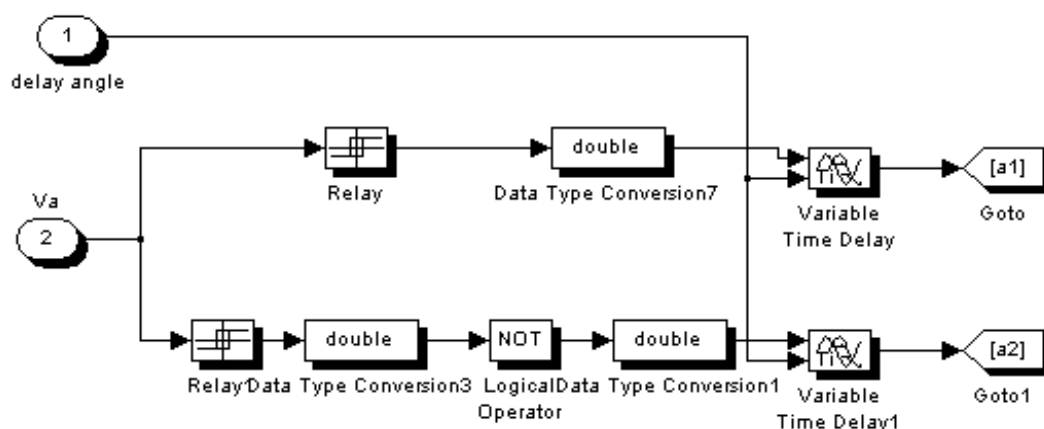 1
delay angle
double
[a1]
Relay
Data Type Conversion7
Variable
Time Delay
Goto
Va
2
double
NOT
double
[a2]
Relay1
Data Type Conversion3
Logical
Operator
Data Type Conversion1
Variable
Time Delay1
Goto1